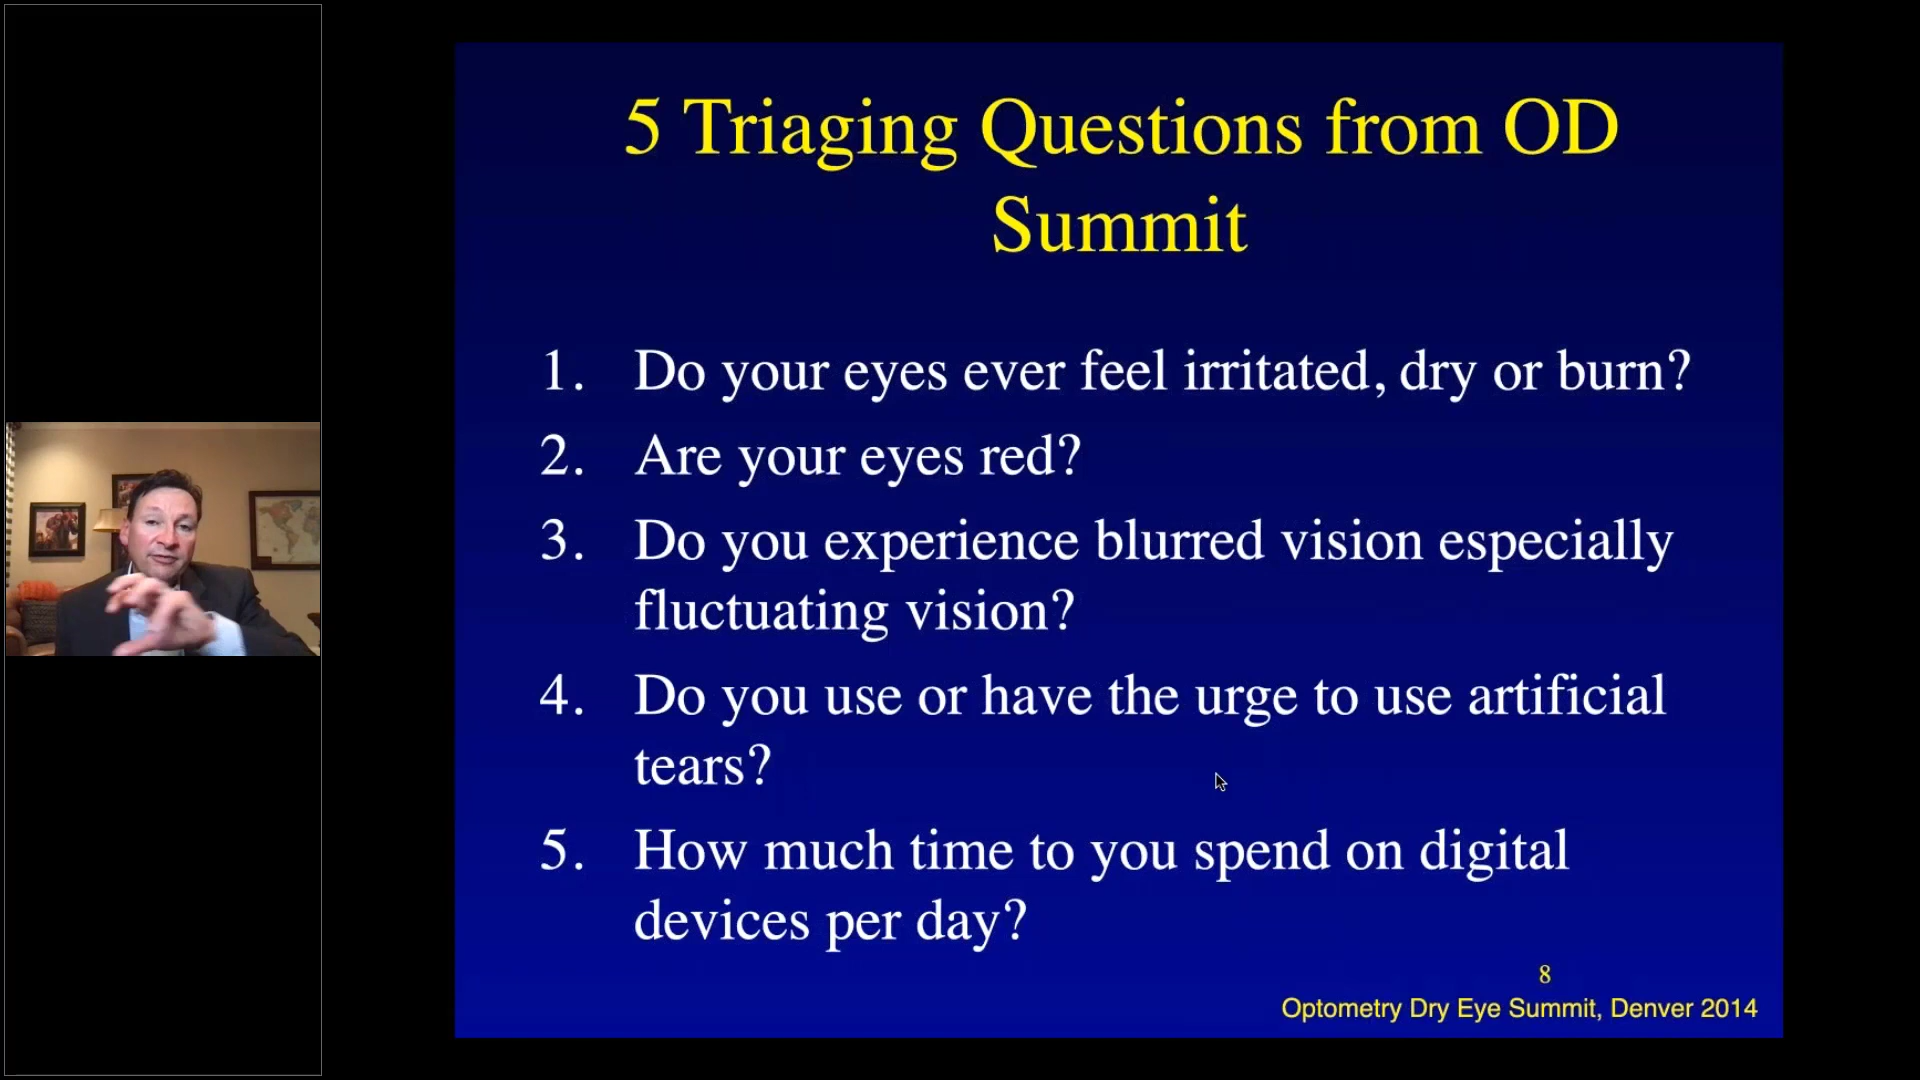 5 Triaging Questions from OD
Summit
1. Do your eyes ever feel irritated, dry or burn?
2. Are your eyes red?
3. Do you experience blurred vision especially
fluctuating vision?
4. Do you use or have the urge to use artificial
tears?
5. How much time to you spend on digital
devices per day?
8
Optometry Dry Eye Summit, Denver 2014